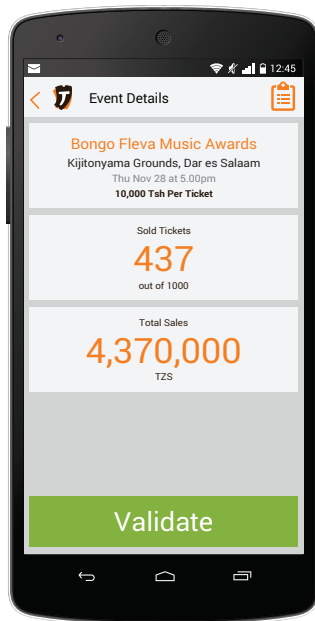 12:45
Event Details
Bongo Fleva Music Awards
Kijitonyama Grounds, Dar es Salaam
Thu Nov 28 at 5.00pm
10,000 Tsh Per Ticket
Sold Tickets
437
out of 1000
Total Sales
4,370,000
TZS
Validate